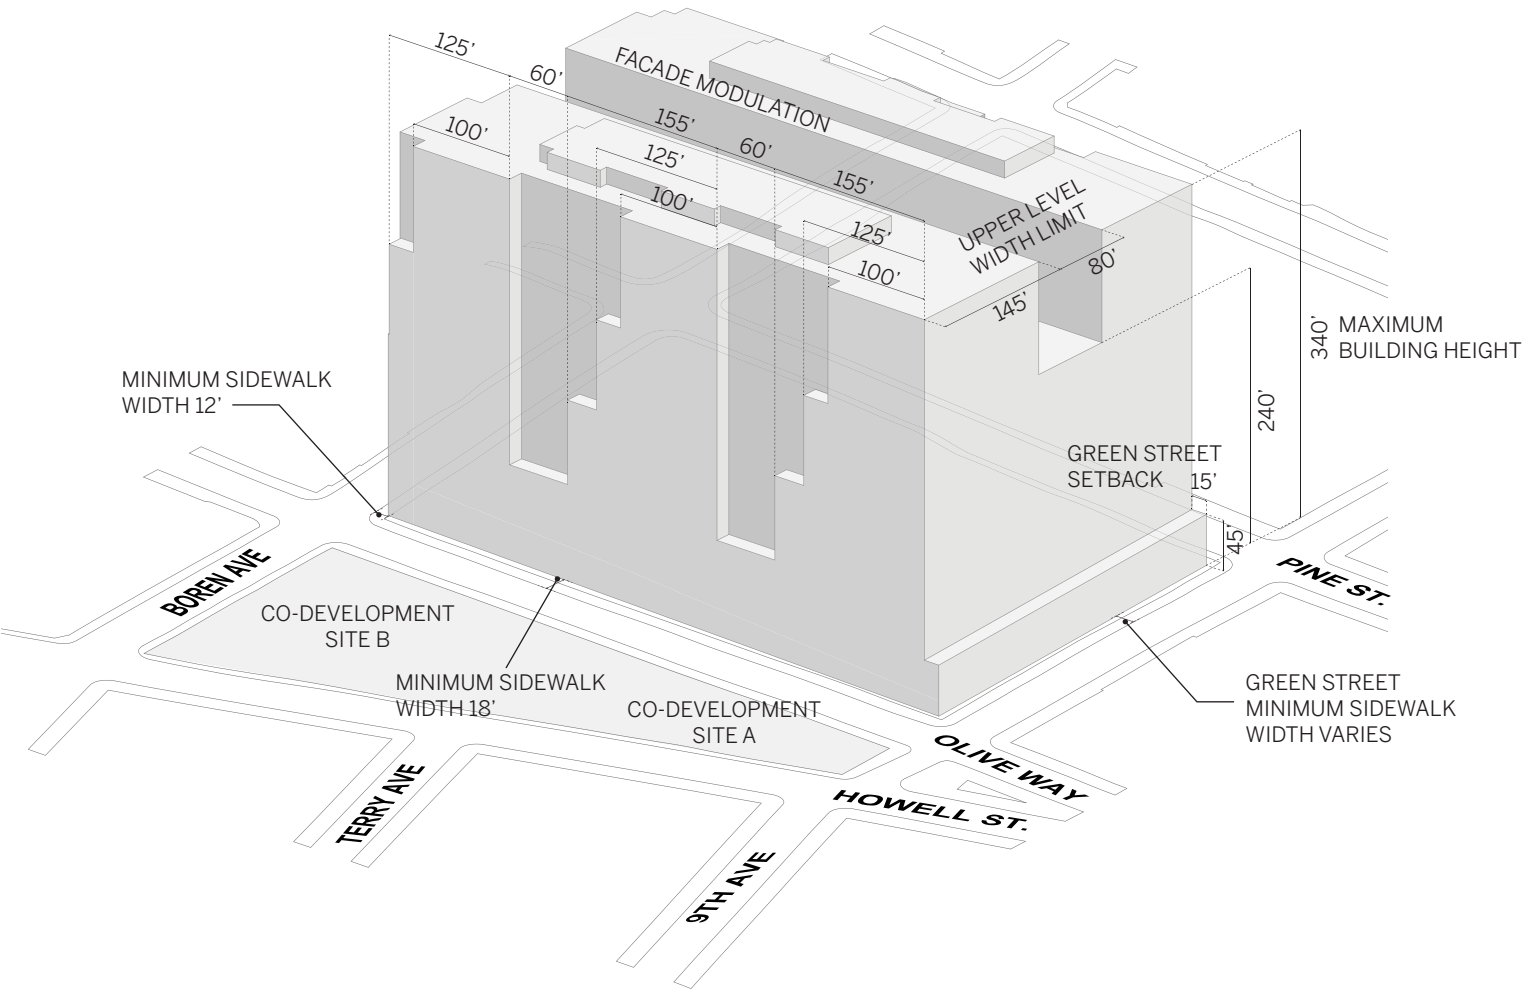 125’
60’
FACADE MODULATION
155’
60’
155’
100’
125’
100’
125’
100’
UPPER LEVEL
WIDTH LIMIT
80’
145’
340’
MAXIMUM
BUILDING HEIGHT
240’
MINIMUM SIDEWALK
WIDTH 12’
GREEN STREET
SETBACK
15’
45’
PINE ST.
BOREN AVE
CO-DEVELOPMENT
SITE B
MINIMUM SIDEWALK
WIDTH 18’
CO-DEVELOPMENT
SITE A
GREEN STREET
MINIMUM SIDEWALK
WIDTH VARIES
OLIVE WAY
HOWELL ST.
TERRY AVE
9TH AVE